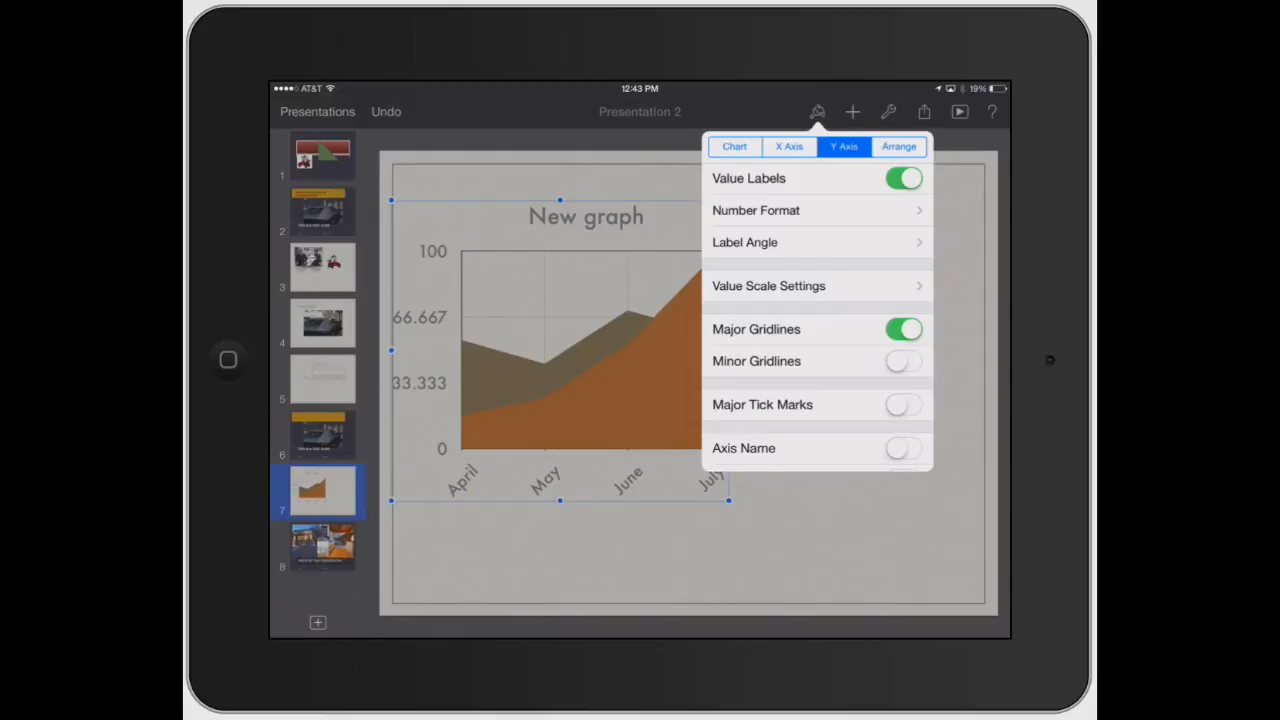 AT&T
12:43 PM
19%
Presentations
Undo
Presentation 2
?
Chart
X Axis
Y Axis
Arrange
Value Labels
Number Format
Label Angle
Value Scale Settings
Major Gridlines
Minor Gridlines
Major Tick Marks
Axis Name
New graph
100
66.667
33.333
0
April
May
June
July
1
2
3
4
5
6
7
8